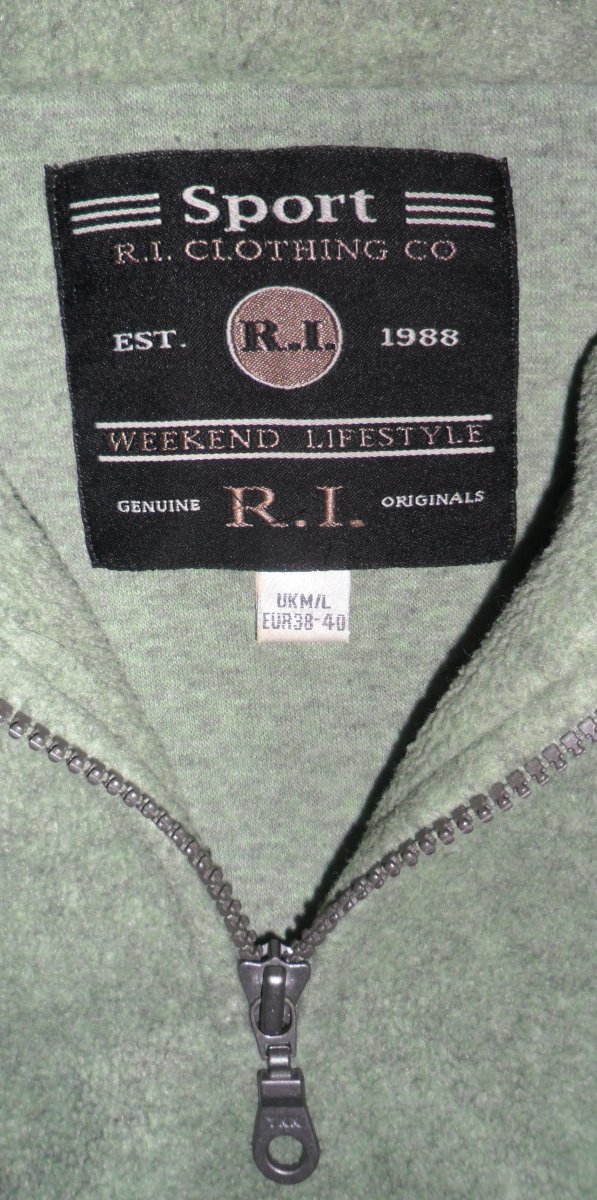 Sport
R.I. CLOTHING CO
EST. R.I. 1988
WEEKEND LIFESTYLE
GENUINE R.I. ORIGINALS
UKM/L
EUR38-40
YKK